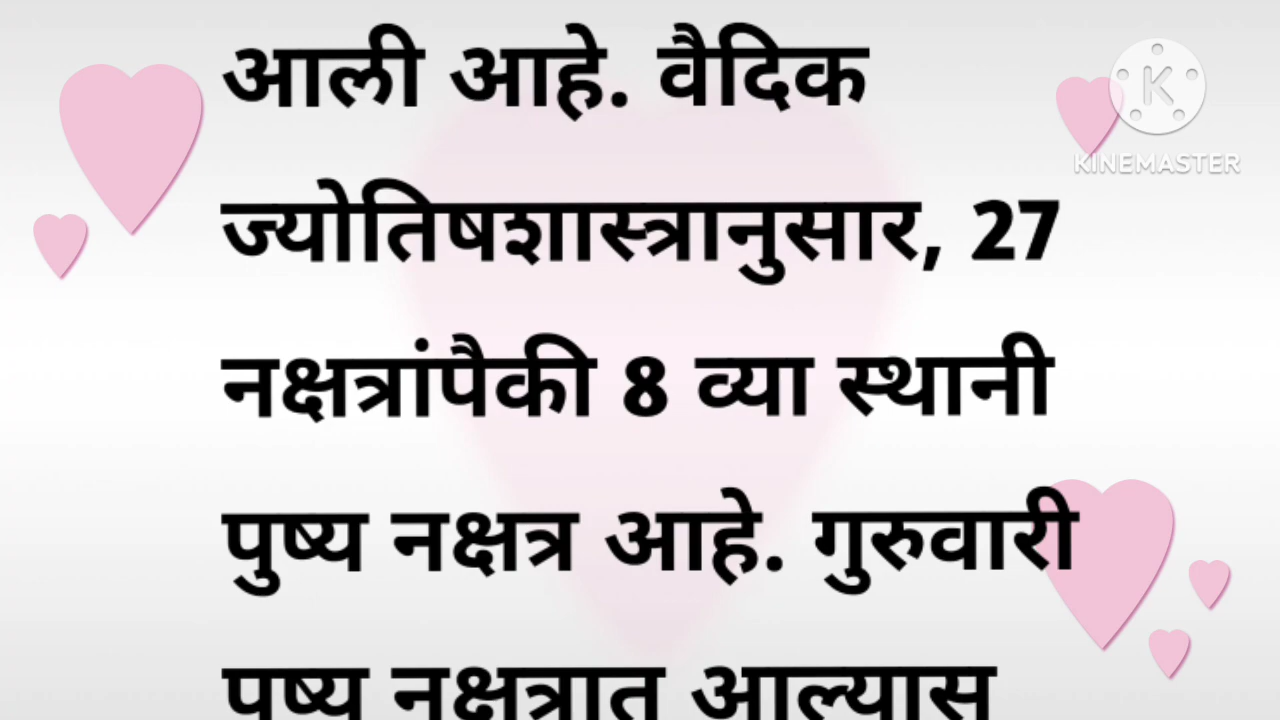 आली आहे. वैदिक
KINEMASTER
ज्योतिषशास्त्रानुसार, 27
नक्षत्रांपैकी 8 व्या स्थानी
पुष्य नक्षत्र आहे. गुरुवारी
पुष्य नक्षत्रात आल्यास